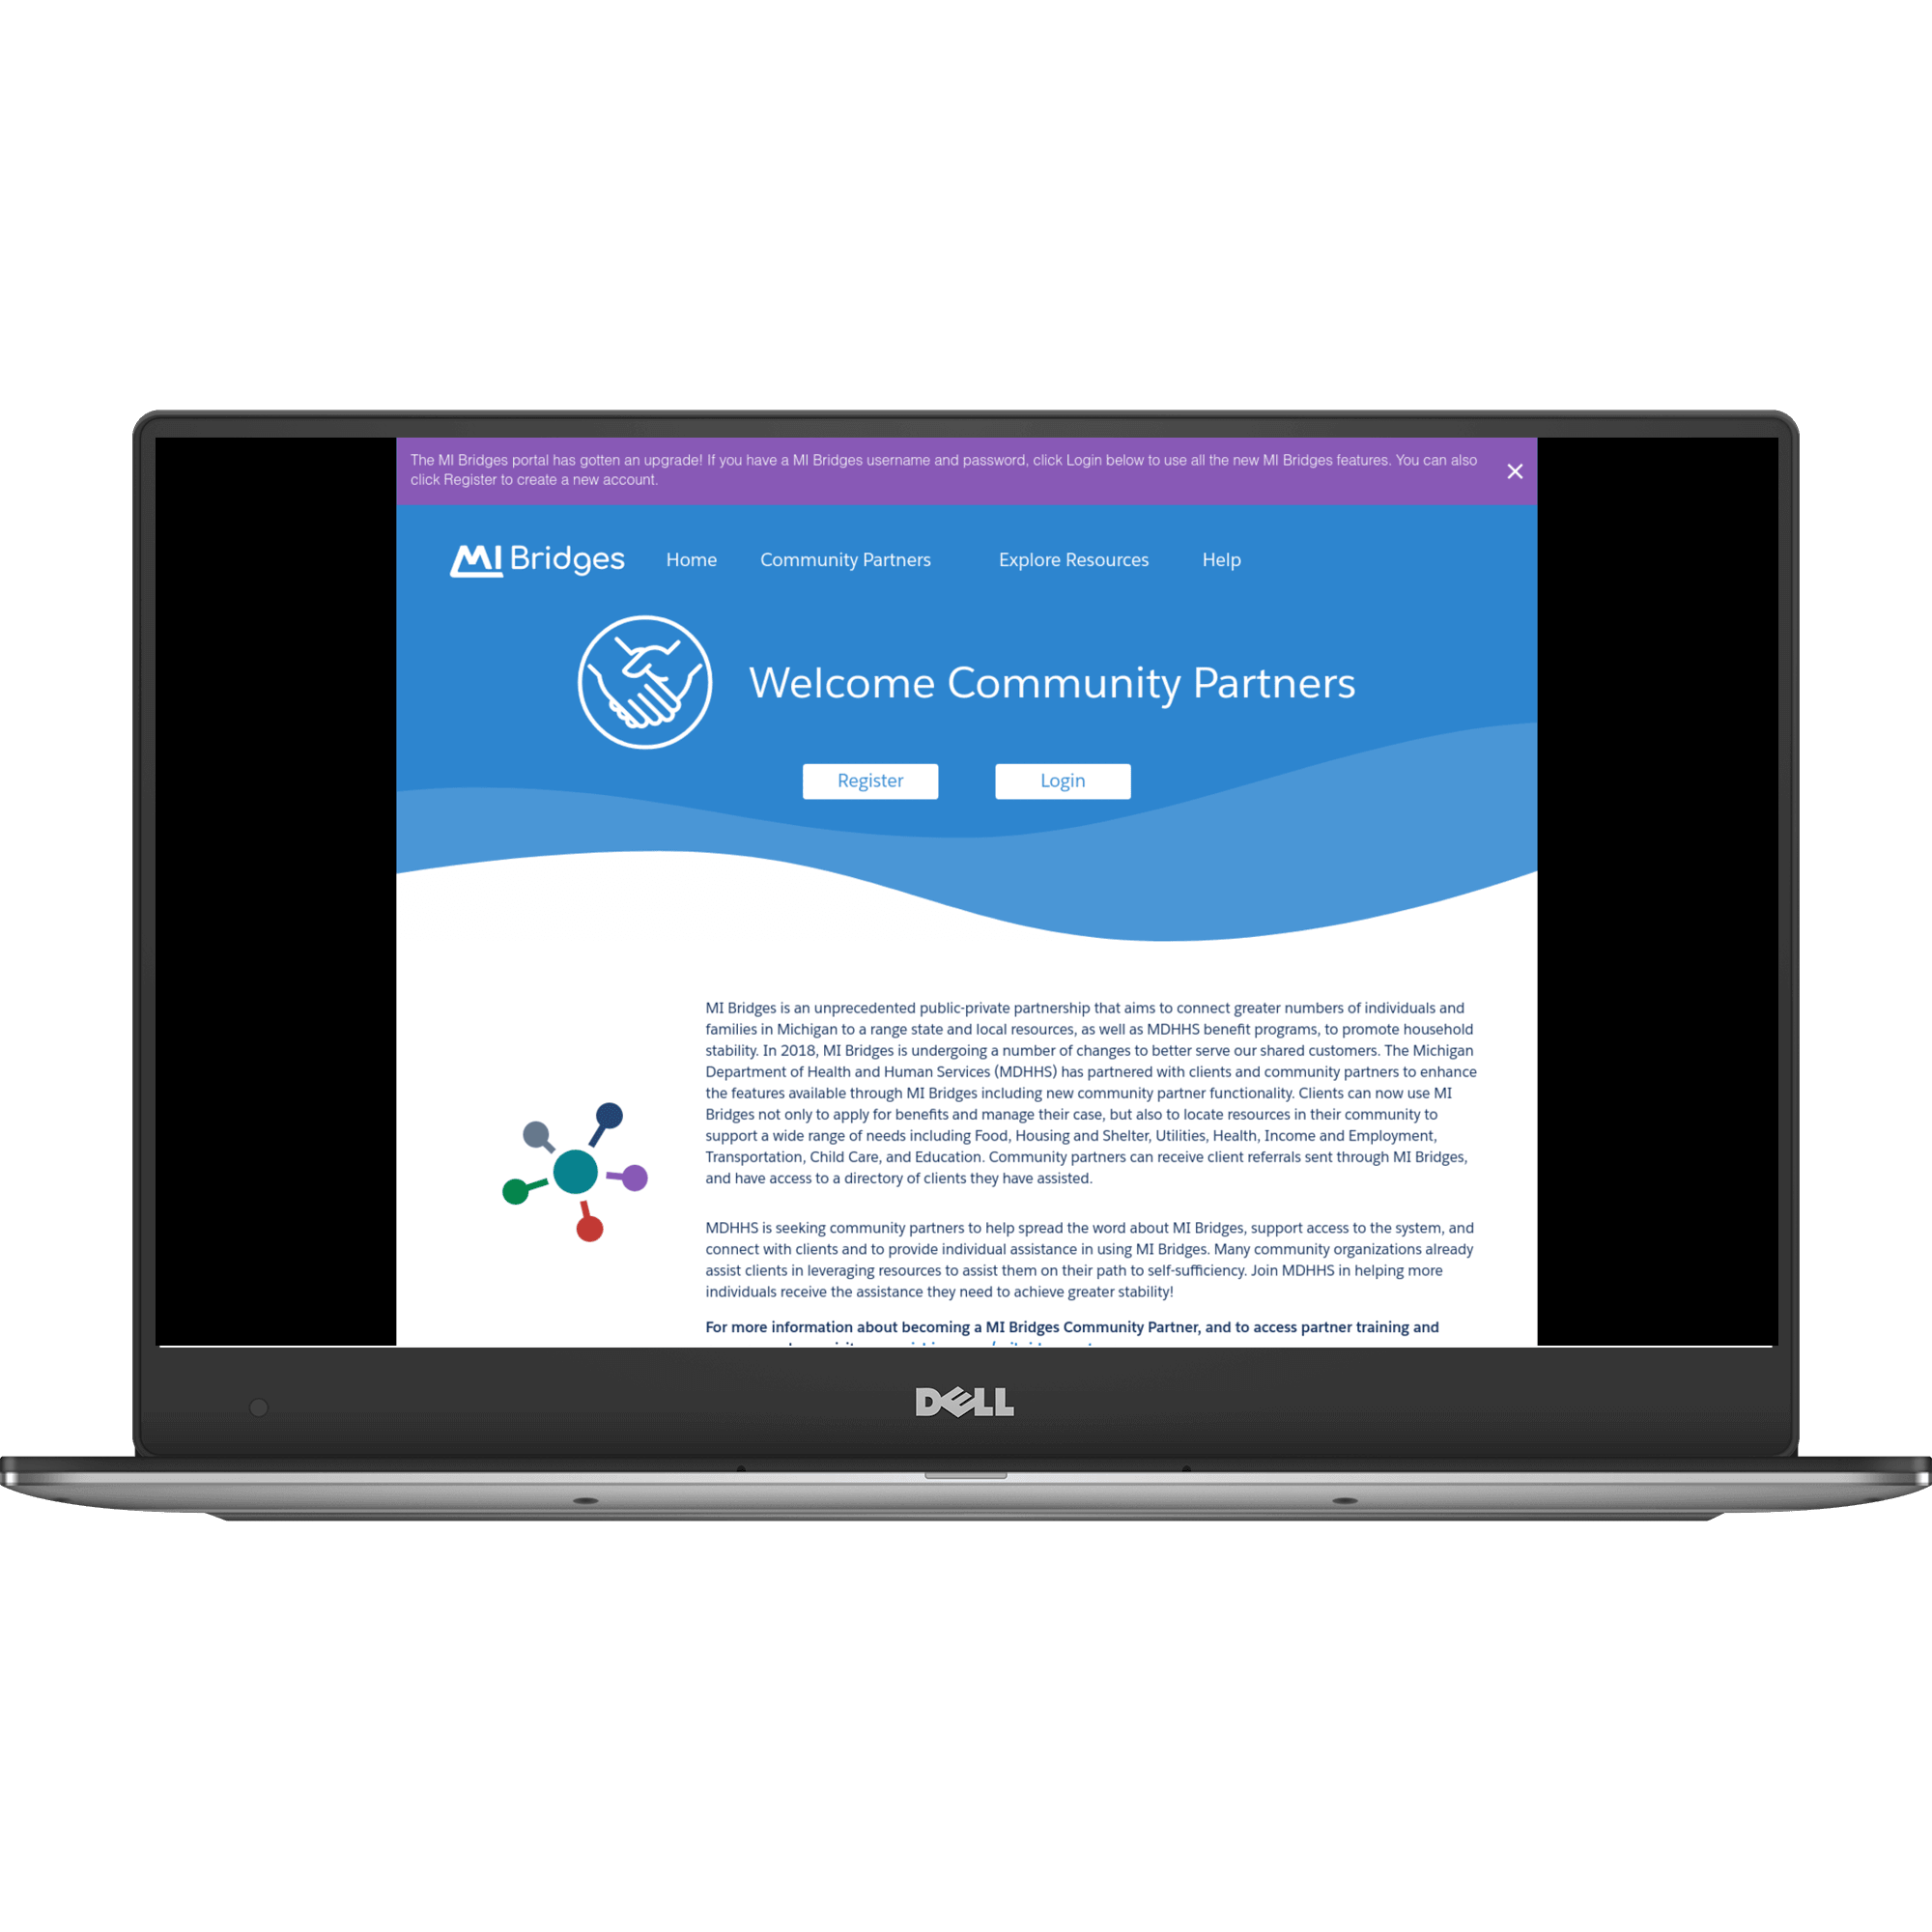 The MI Bridges portal has gotten an upgrade! If you have a MI Bridges username and password, click Login below to use all the new MI Bridges features. You can also
click Register to create a new account.
MI Bridges Home Community Partners Explore Resources Help
Welcome Community Partners
Register Login
MI Bridges is an unprecedented public-private partnership that aims to connect greater numbers of individuals and
families in Michigan to a range state and local resources, as well as MDHHS benefit programs, to promote household
stability. In 2018, MI Bridges is undergoing a number of changes to better serve our shared customers. The Michigan
Department of Health and Human Services (MDHHS) has partnered with clients and community partners to enhance
the features available through MI Bridges including new community partner functionality. Clients can now use MI
Bridges not only to apply for benefits and manage their case, but also to locate resources in their community to
support a wide range of needs including Food, Housing and Shelter, Utilities, Health, Income and Employment,
Transportation, Child Care, and Education. Community partners can receive client referrals sent through MI Bridges,
and have access to a directory of clients they have assisted.
MDHHS is seeking community partners to help spread the word about MI Bridges, support access to the system, and
connect with clients and to provide individual assistance in using MI Bridges. Many community organizations already
assist clients in leveraging resources to assist them on their path to self-sufficiency. Join MDHHS in helping more
individuals receive the assistance they need to achieve greater stability!
For more information about becoming a MI Bridges Community Partner, and to access partner training and
DELL